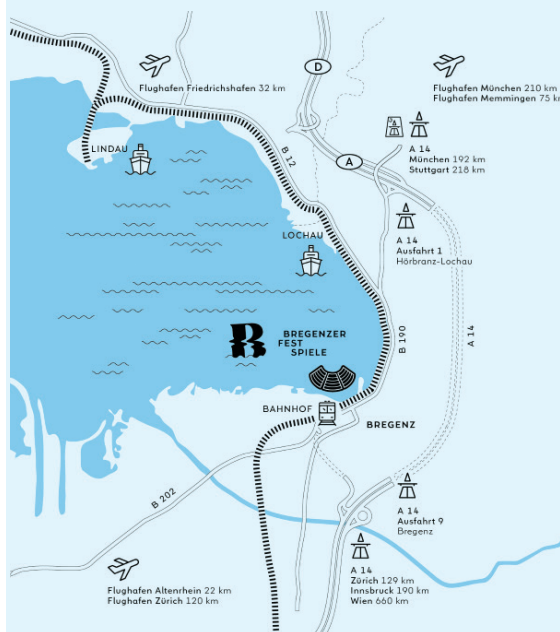 D
Flughafen Friedrichshafen 32 km
Flughafen München 210 km
Flughafen Memmingen 75 km
LINDAU
B 12
A
A 14
München 192 km
Stuttgart 218 km
A 14
Ausfahrt 1
Hörbranz-Lochau
LOCHAU
B
BREGENZER
FEST
SPIELE
B 190
A 14
BAHNHOF
BREGENZ
B 202
A 14
Ausfahrt 9
Bregenz
A 14
Zürich 129 km
Innsbruck 190 km
Wien 660 km
Flughafen Altenrhein 22 km
Flughafen Zürich 120 km